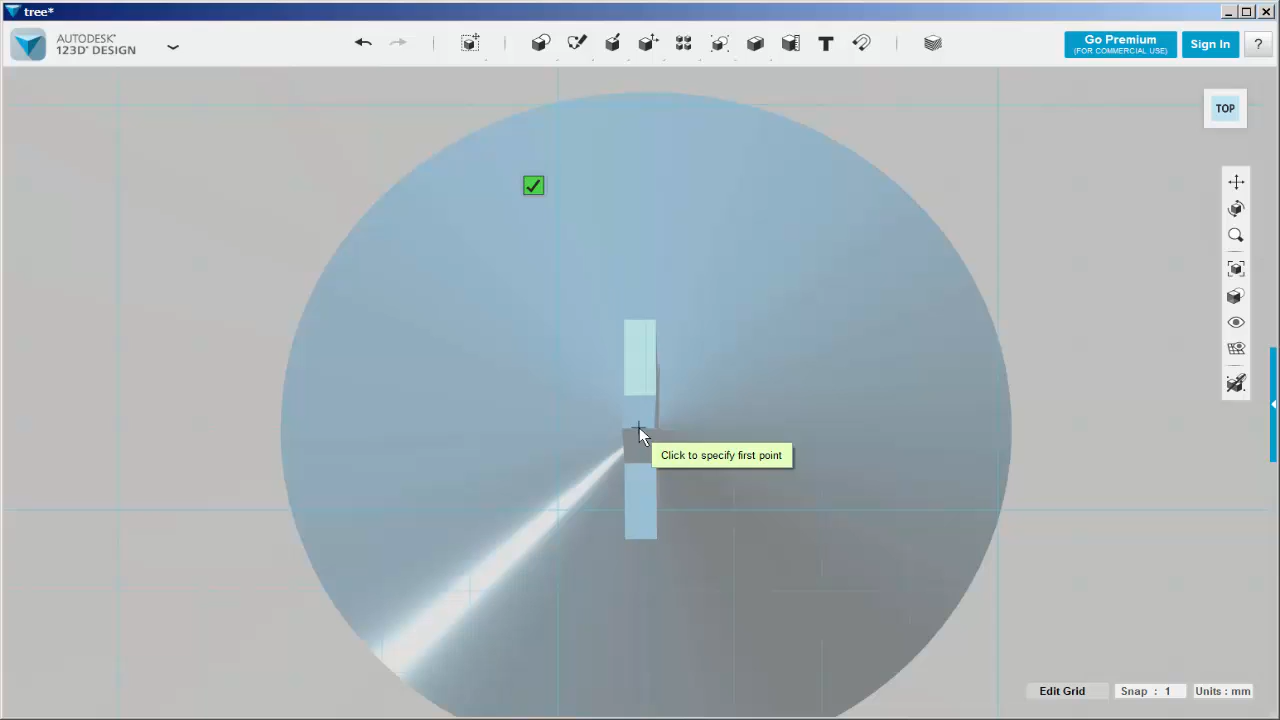 tree*
AUTODESK®
123D® DESIGN
Go Premium
(FOR COMMERCIAL USE)
Sign In
?
TOP
Click to specify first point
Edit Grid
Snap : 1
Units : mm